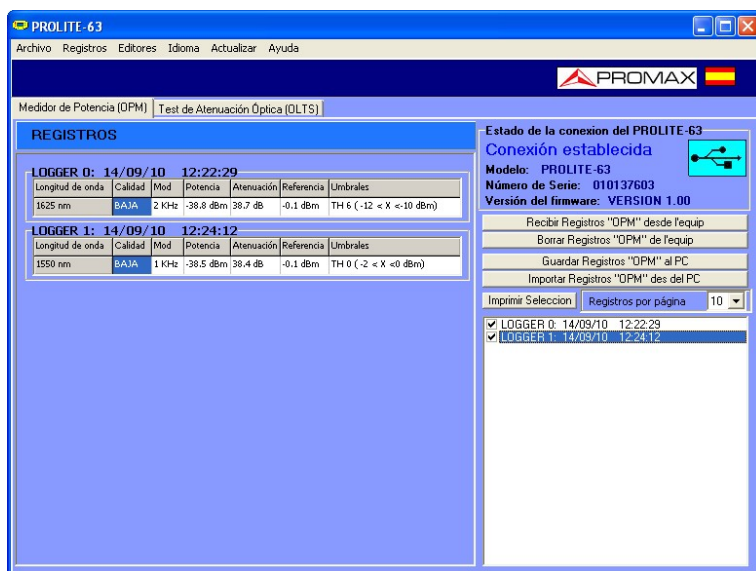 PROLITE-63
Archivo Registros Editores Idioma Actualizar Ayuda
PROMAX
Medidor de Potencia (OPM) Test de Atenuación Óptica (OLTS)
REGISTROS
LOGGER 0: 14/09/10 12:22:29
Longitud de onda Calidad Mod Potencia Atenuación Referencia Umbrales
1625 nm BAJA 2 KHz -38.8 dBm 38.7 dB -0.1 dBm TH 6 ( -12 < X <-10 dBm)
LOGGER 1: 14/09/10 12:24:12
Longitud de onda Calidad Mod Potencia Atenuación Referencia Umbrales
1550 nm BAJA 1 KHz -38.5 dBm 38.4 dB -0.1 dBm TH 0 ( -2 < X <0 dBm)
Estado de la conexion del PROLITE-63
Conexión establecida
Modelo: PROLITE-63
Número de Serie: 010137603
Versión del firmware: VERSION 1.00
Recibir Registros "OPM" desde l'equip
Borrar Registros "OPM" de l'equip
Guardar Registros "OPM" al PC
Importar Registros "OPM" des del PC
Imprimir Seleccion Registros por página 10
LOGGER 0: 14/09/10 12:22:29
LOGGER 1: 14/09/10 12:24:12